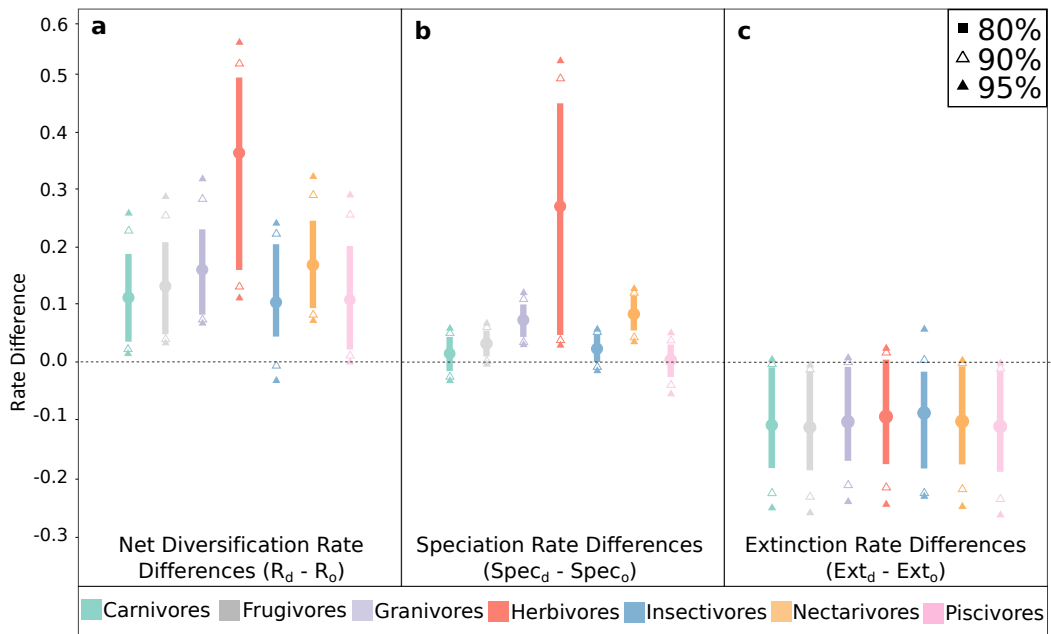 0.6
0.5
0.4
0.3
0.2
0.1
0.0
-0.1
-0.2
-0.3
Rate Difference
a
b
c
80%
90%
95%
Net Diversification Rate
Differences (Rd - Ro)
Speciation Rate Differences
(Specd - Speco)
Extinction Rate Differences
(Extd - Exto)
Carnivores
Frugivores
Granivores
Herbivores
Insectivores
Nectarivores
Piscivores